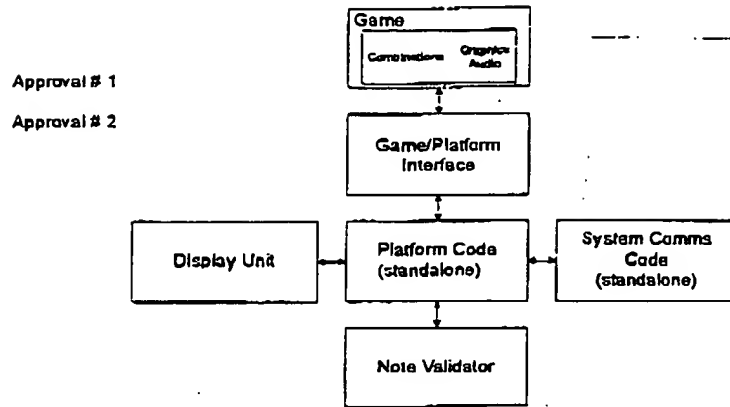 Game
Combinations
Graphics
Audio
Approval # 1
Approval # 2
Game/Platform
Interface
Display Unit
Platform Code
(standalone)
System Comms
Code
(standalone)
Note Validator